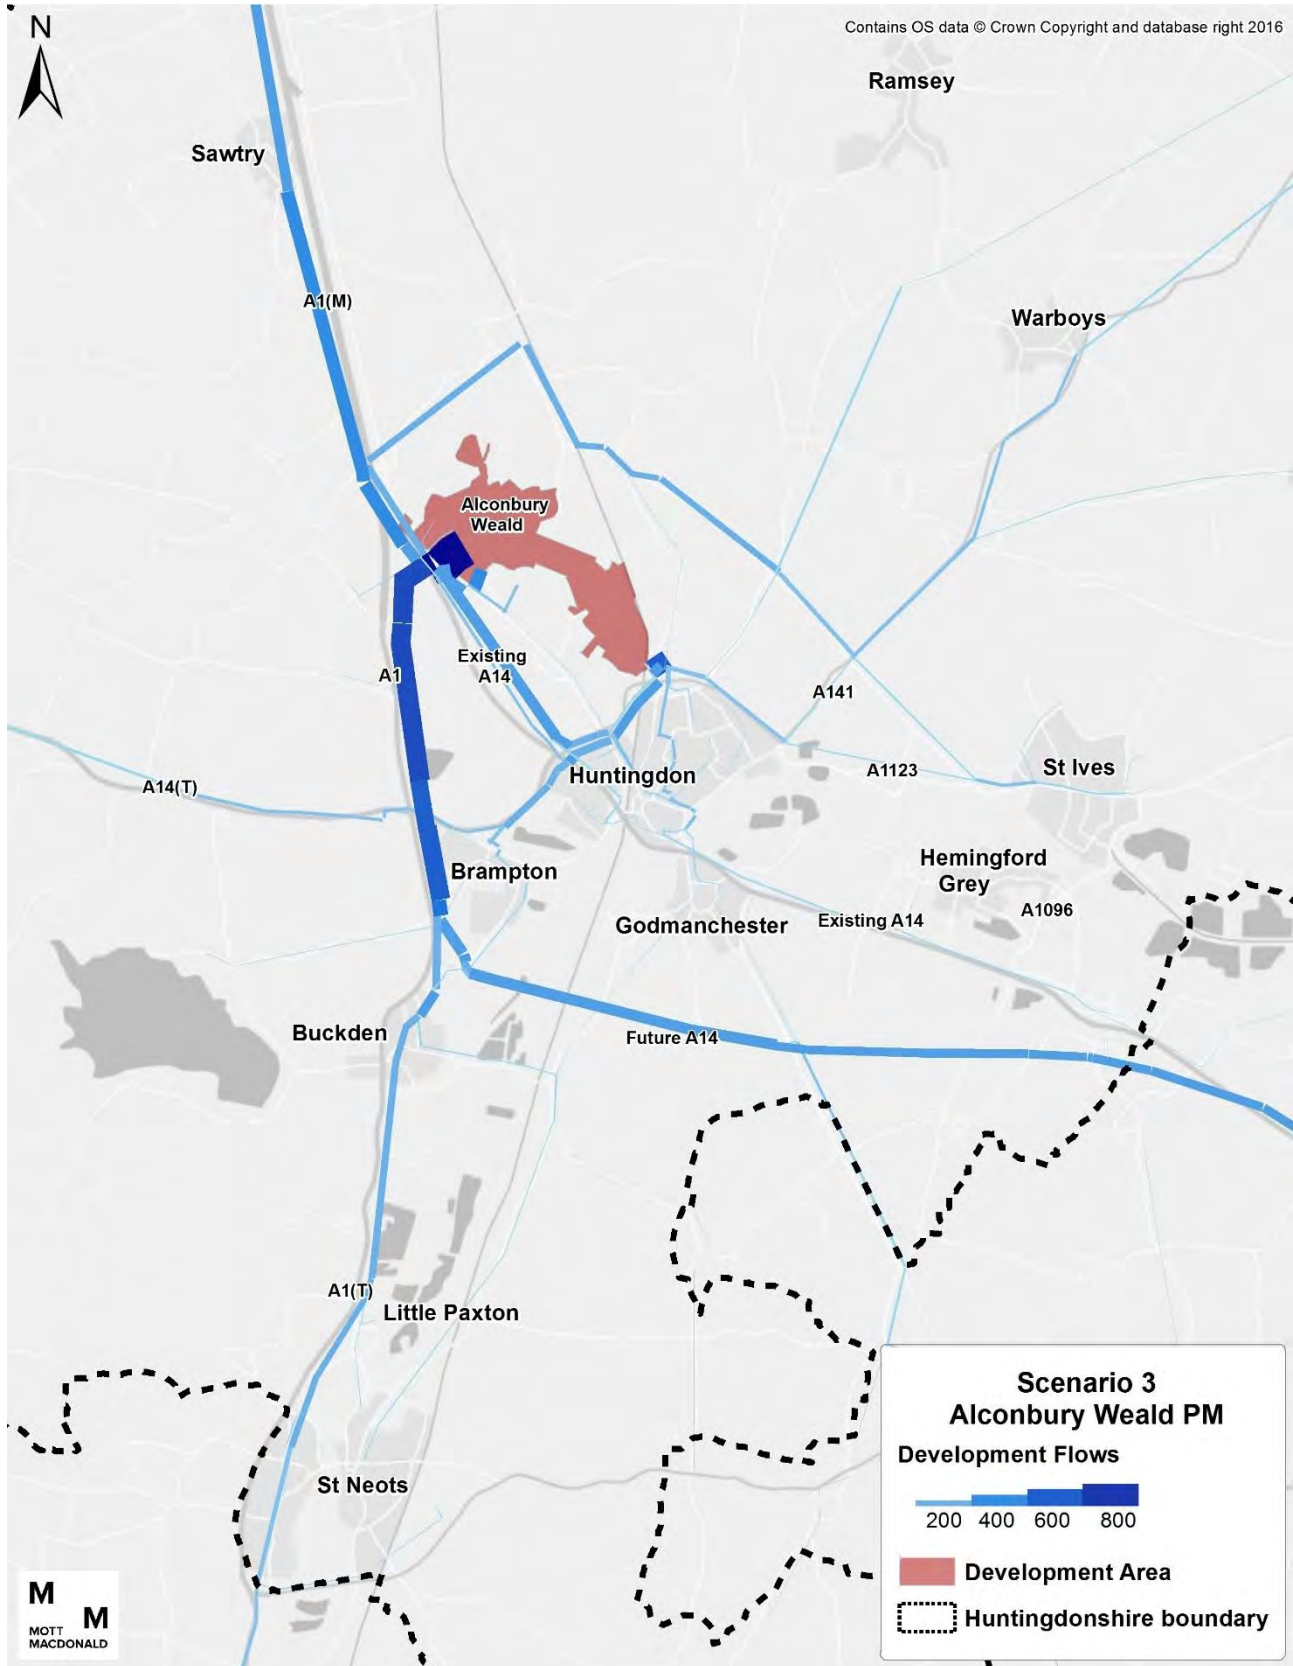 N
Contains OS data © Crown Copyright and database right 2016
Ramsey
Sawtry
A1(M)
Warboys
Alconbury
Weald
Existing
A14
A1
A141
Huntingdon
A1123
St Ives
A14(T)
Brampton
Hemingford
Grey
A1096
Godmanchester
Existing A14
Buckden
Future A14
A1(T)
Little Paxton
St Neots
Scenario 3
Alconbury Weald PM
Development Flows
200 400 600 800
Development Area
Huntingdonshire boundary
M
M
MOTT
MACDONALD